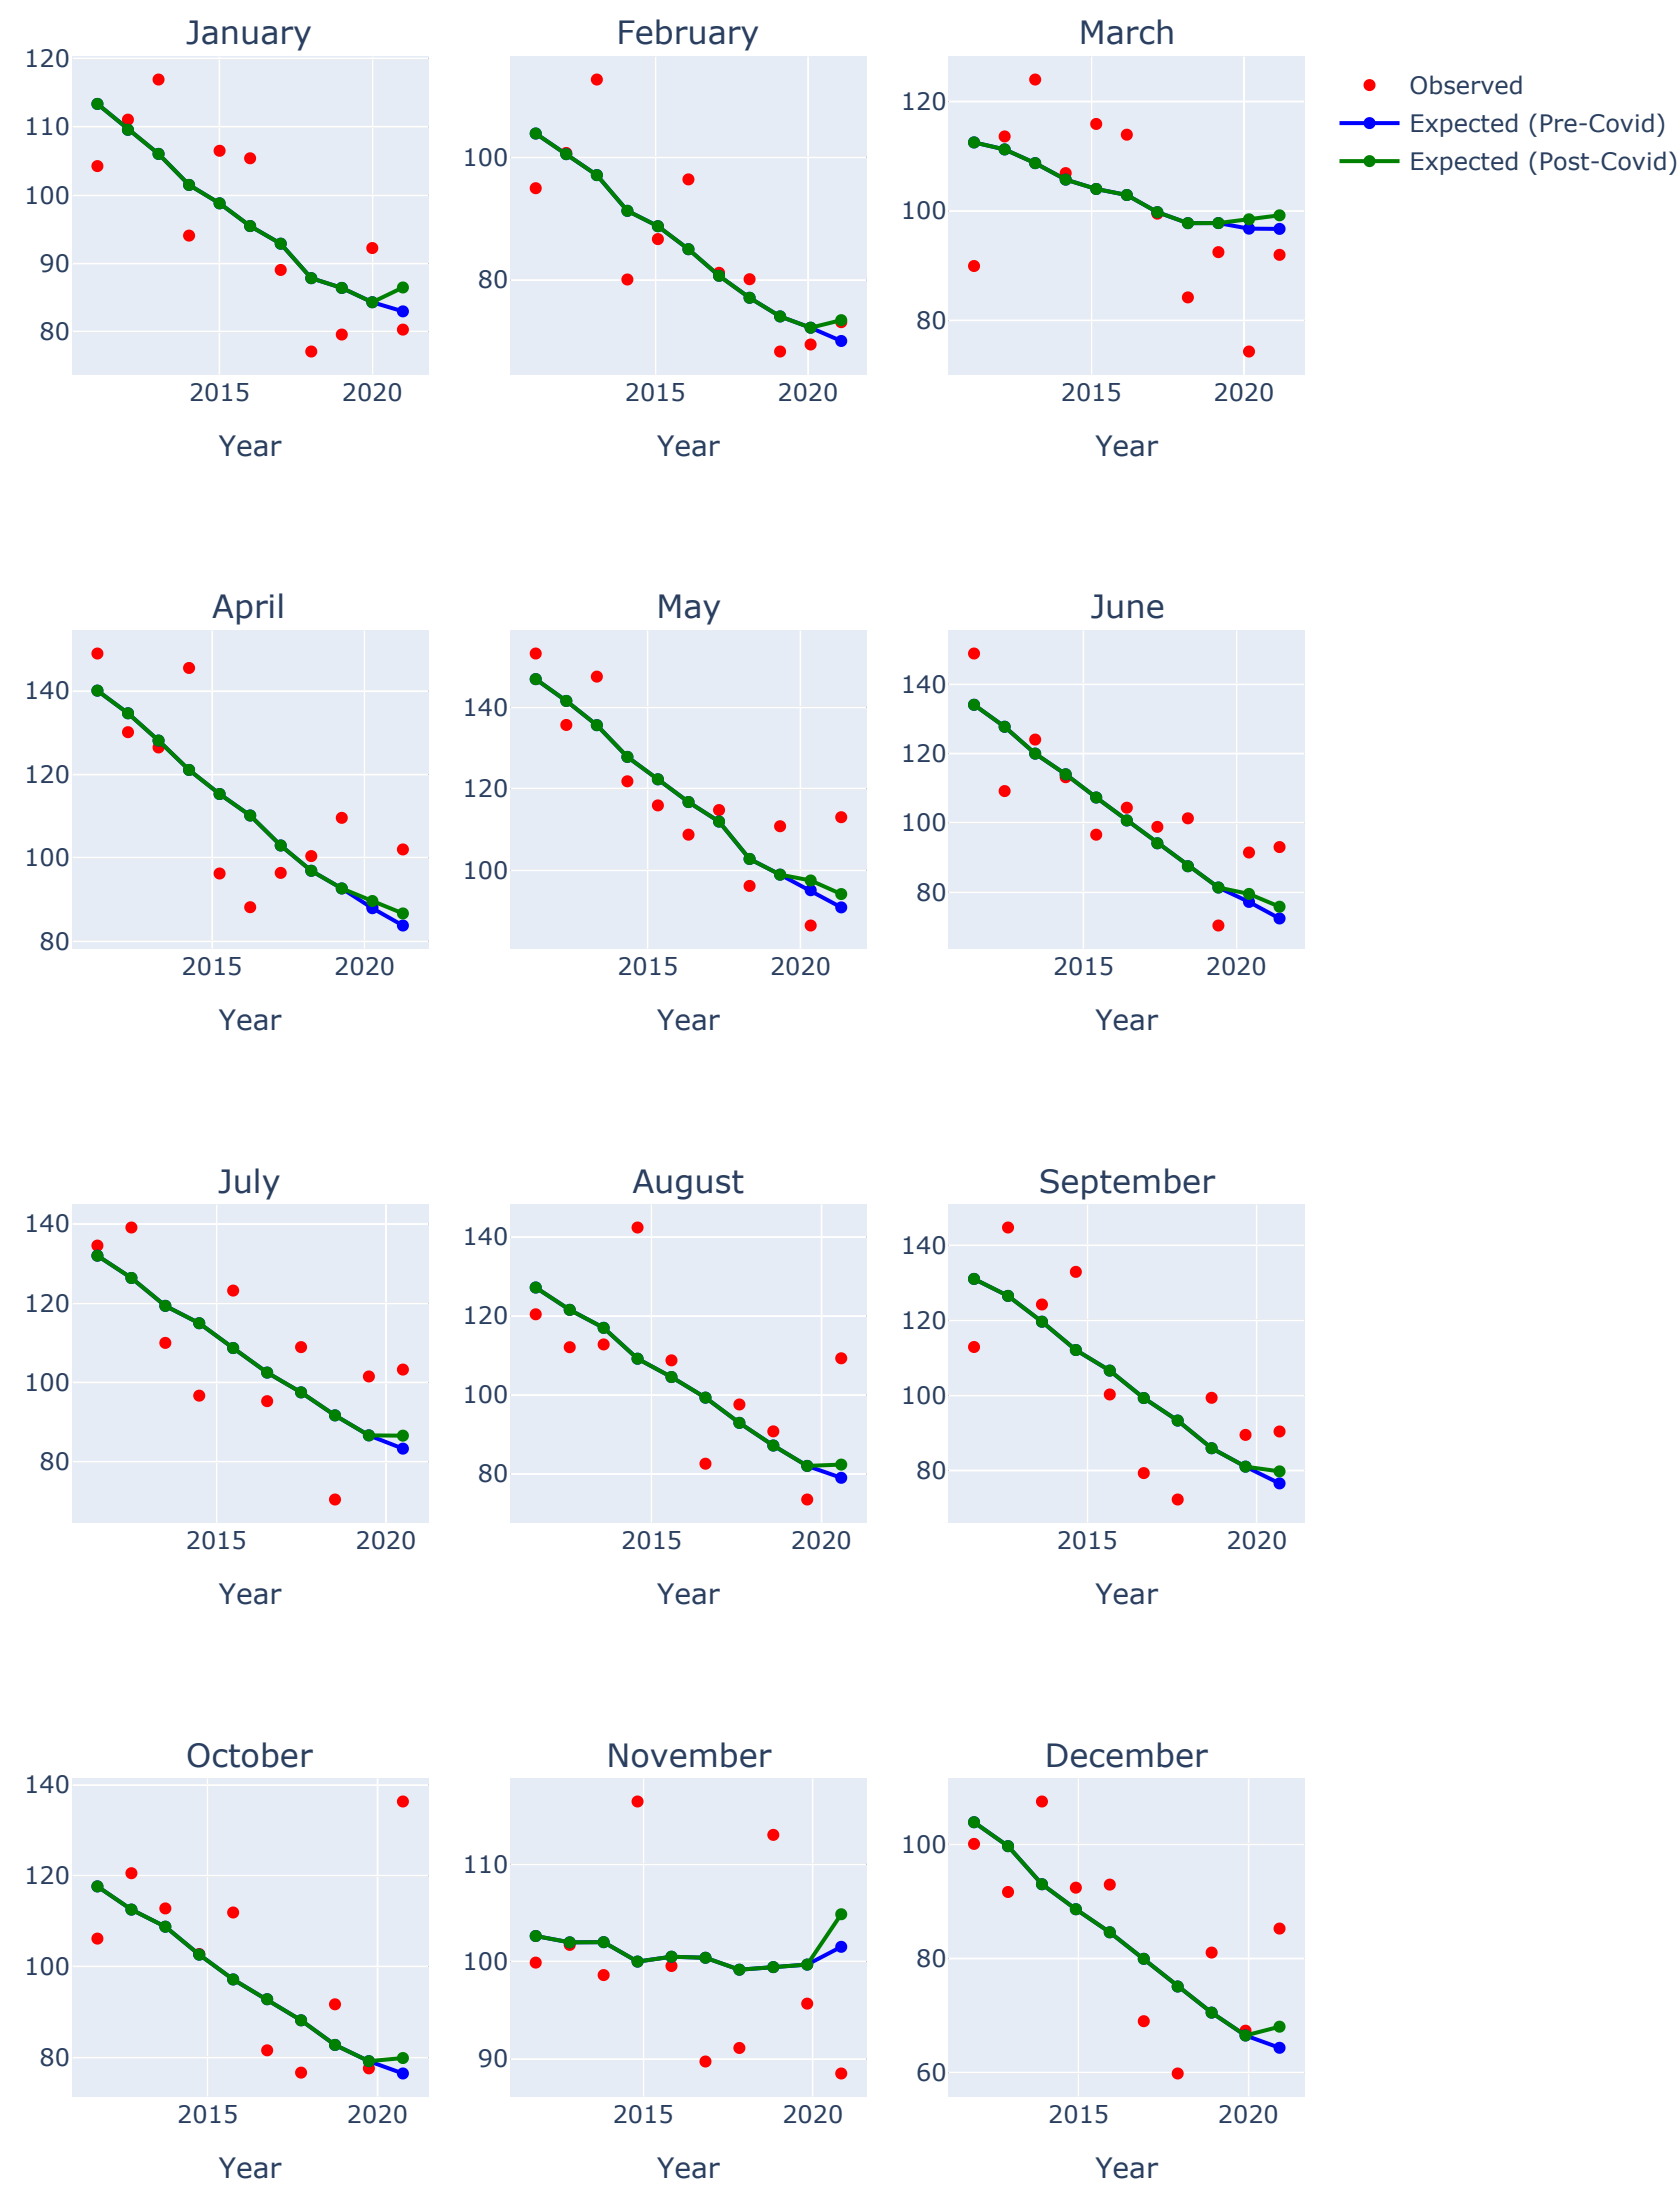 January February March
120
110
100
90
80
2015 2020
Year
100
80
2015 2020
Year
120
100
80
2015 2020
Year
Observed
Expected (Pre-Covid)
Expected (Post-Covid)
April May June
140
120
100
80
2015 2020
Year
140
120
100
2015 2020
Year
140
120
100
80
2015 2020
Year
July August September
140
120
100
80
2015 2020
Year
140
120
100
80
2015 2020
Year
140
120
100
80
2015 2020
Year
October November December
140
120
100
80
2015 2020
Year
110
100
90
2015 2020
Year
100
80
60
2015 2020
Year